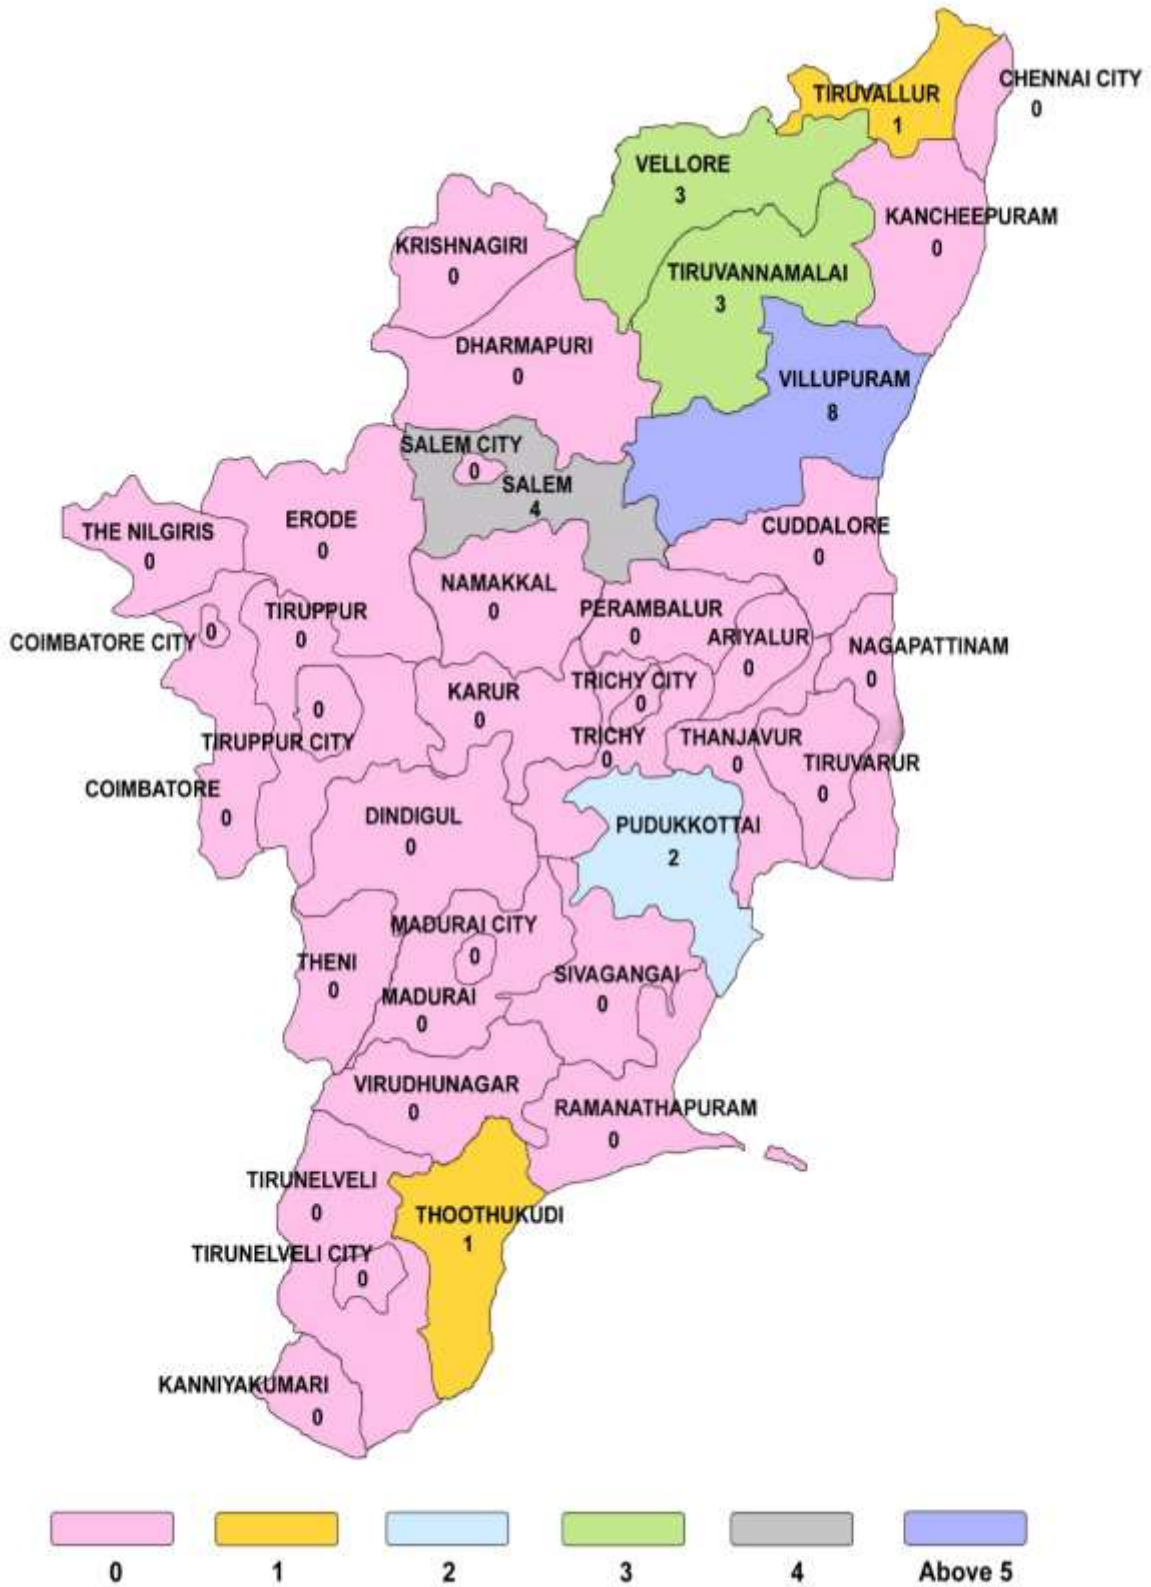 CHENNAI CITY
0
TIRUVALLUR
1
VELLORE
3
KANCHEEPURAM
0
KRISHNAGIRI
0
TIRUVANNAMALAI
3
DHARMAPURI
0
VILLUPURAM
8
SALEM CITY
0
SALEM
4
ERODE
0
THE NILGIRIS
0
CUDDALORE
0
NAMAKKAL
0
PERAMBALUR
0
TIRUPPUR
0
COIMBATORE CITY
0
ARIYALUR
0
NAGAPATTINAM
0
KARUR
0
TRICHY CITY
0
TIRUPPUR CITY
0
TRICHY
0
THANJAVUR
0
TIRUVARUR
0
COIMBATORE
0
DINDIGUL
0
PUDUKKOTTAI
2
MADURAI CITY
0
THENI
0
SIVAGANGAI
0
MADURAI
0
VIRUDHUNAGAR
0
RAMANATHAPURAM
0
TIRUNELVELI
0
THOOTHUKUDI
1
TIRUNELVELI CITY
0
KANNIYAKUMARI
0
0
1
2
3
4
Above 5